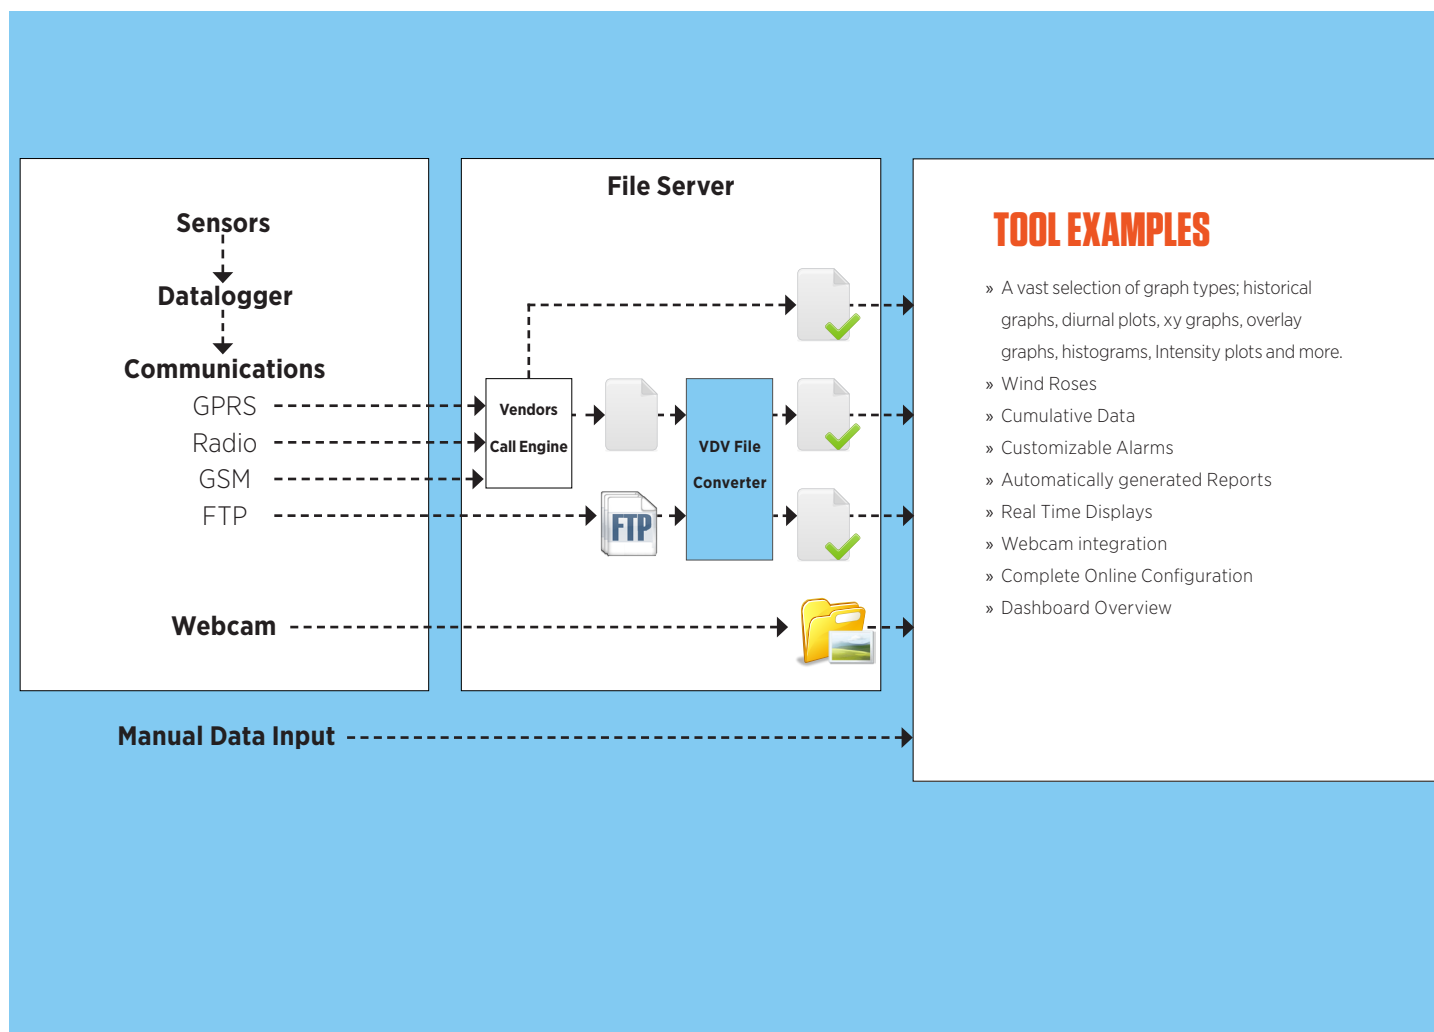 Sensors
Datalogger
Communications
GPRS
Radio
GSM
FTP
Webcam
Manual Data Input
File Server
Vendors
Call Engine
FTP
VDV File
Converter
TOOL EXAMPLES
» A vast selection of graph types; historical
graphs, diurnal plots, xy graphs, overlay
graphs, histograms, Intensity plots and more.
» Wind Roses
» Cumulative Data
» Customizable Alarms
» Automatically generated Reports
» Real Time Displays
» Webcam integration
» Complete Online Configuration
» Dashboard Overview